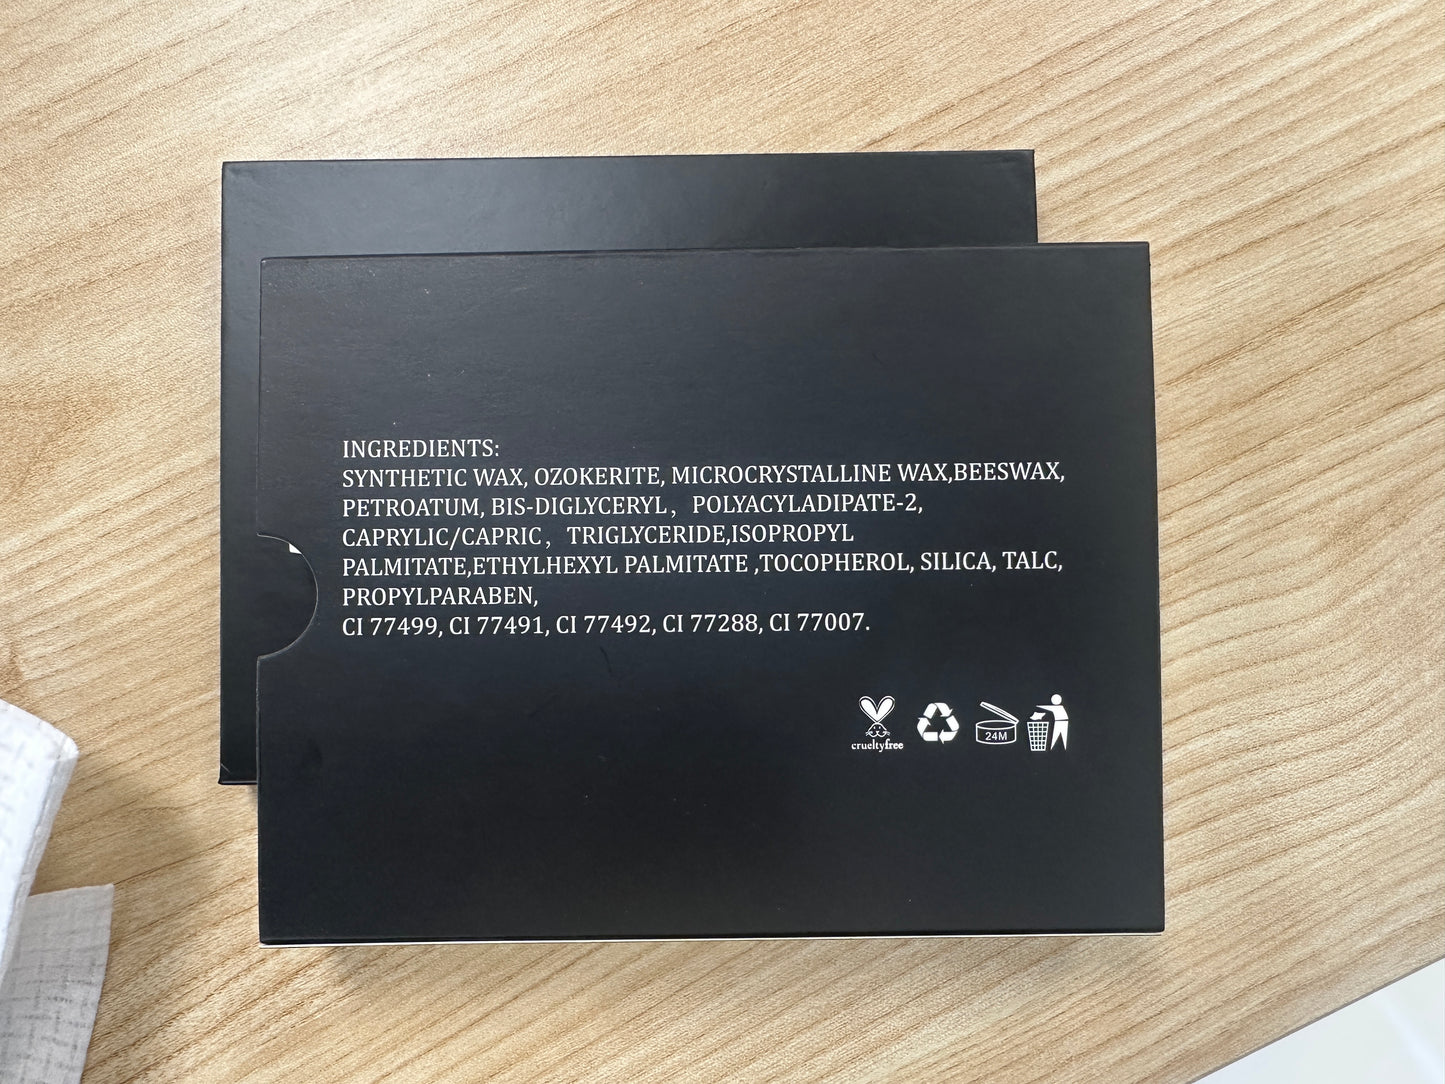 INGREDIENTS:
SYNTHETIC WAX, OZOKERITE, MICROCRYSTALLINE WAX,BEESWAX,
PETROATUM, BIS-DIGLYCERYL， POLYACYLADIPATE-2,
CAPRYLIC/CAPRIC， TRIGLYCERIDE,ISOPROPYL
PALMITATE,ETHYLHEXYL PALMITATE ,TOCOPHEROL, SILICA, TALC,
PROPYLPARABEN,
CI 77499, CI 77491, CI 77492, CI 77288, CI 77007.
crueltyfree
24M